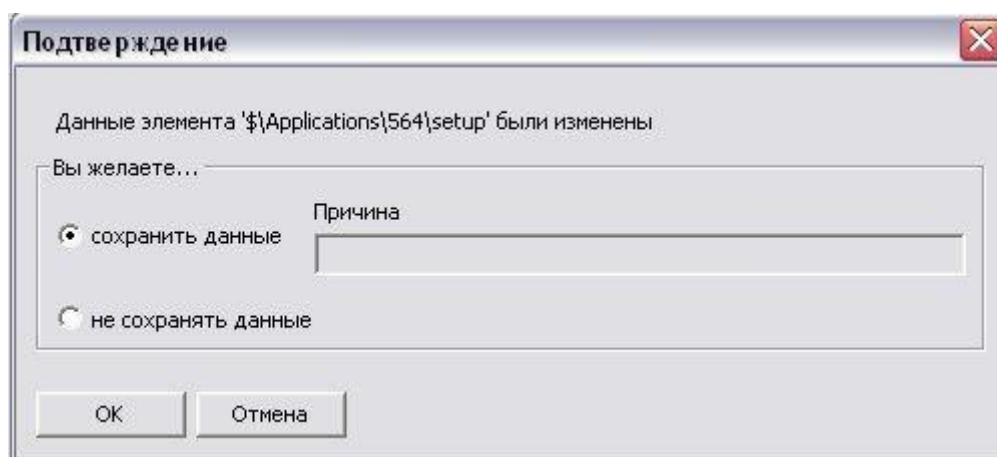 Подтверждение
Данные элемента '$\Applications\564\setup' были изменены
Вы желаете...
Причина
сохранить данные
не сохранять данные
OK
Отмена